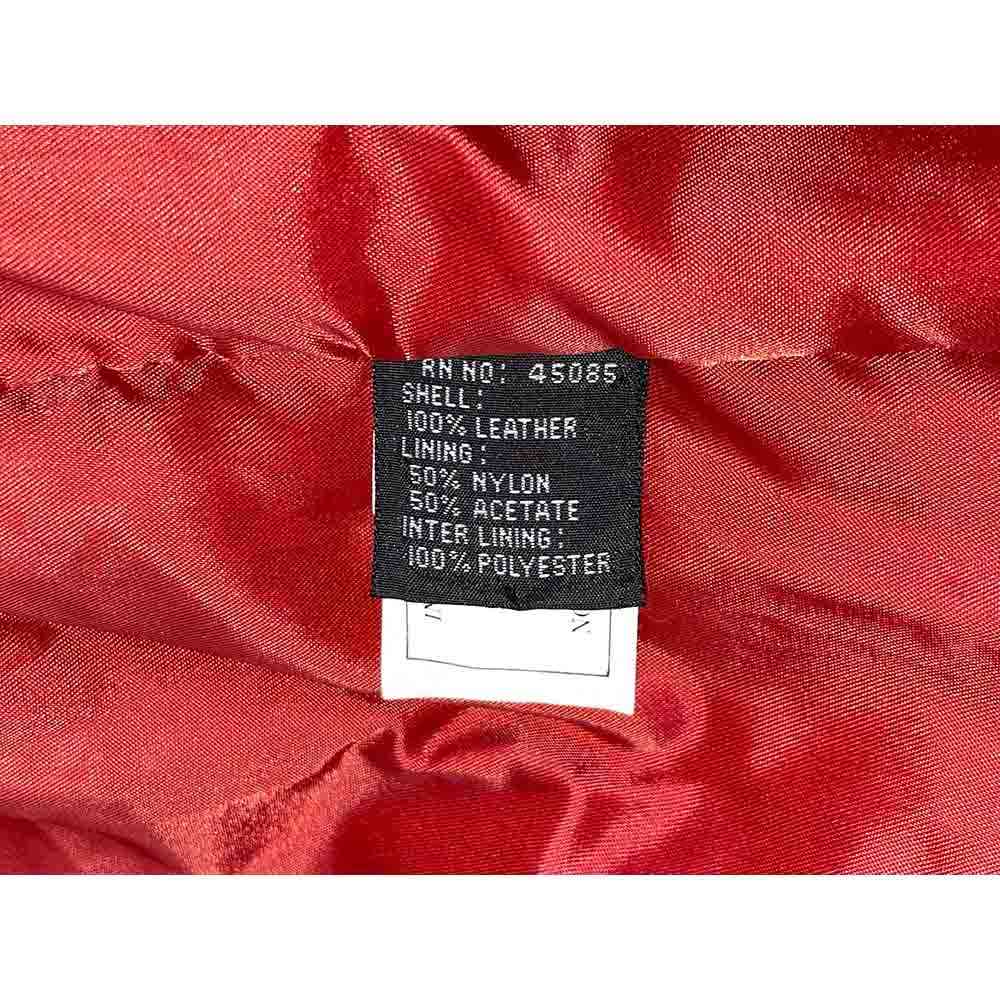 RN NO: 45085
SHELL:
100% LEATHER
LINING:
50% NYLON
50% ACETATE
INTER LINING:
100% POLYESTER